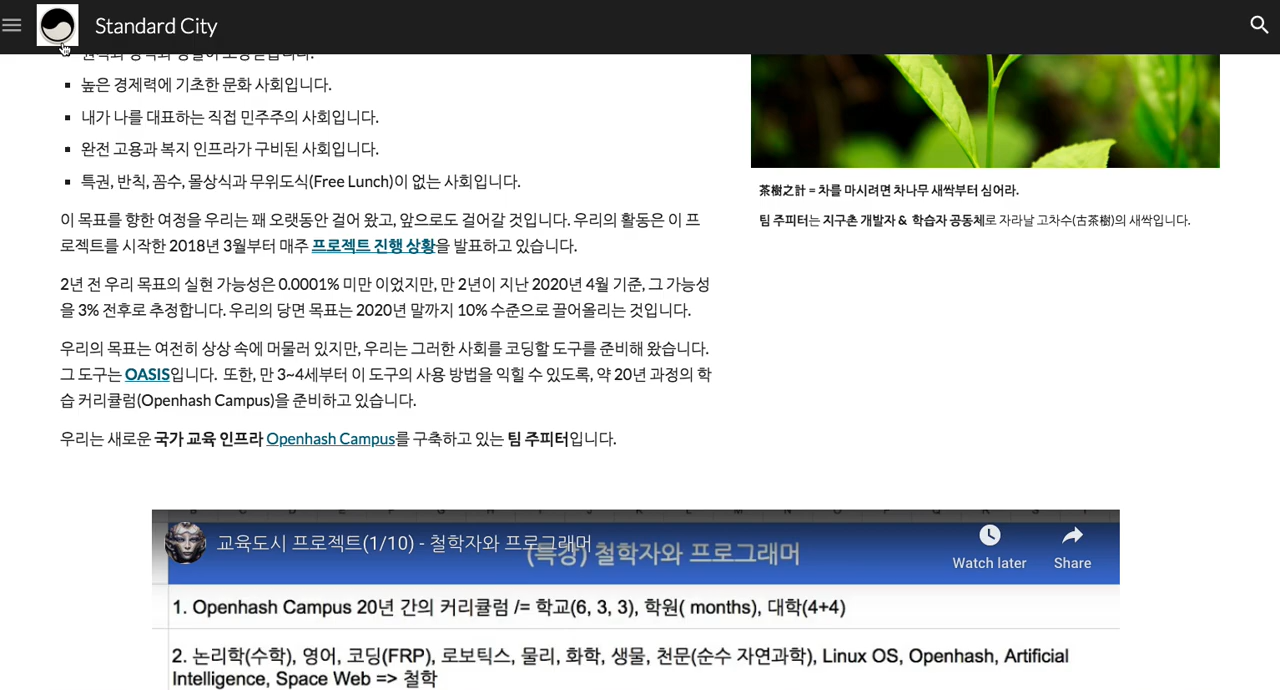 Standard City
높은 경제력에 기초한 문화 사회입니다.
내가 나를 대표하는 직접 민주주의 사회입니다.
완전 고용과 복지 인프라가 구비된 사회입니다.
특권, 반칙, 꼼수, 몰상식과 무위도식(Free Lunch)이 없는 사회입니다.
이 목표를 향한 여정을 우리는 꽤 오랫동안 걸어 왔고, 앞으로도 걸어갈 것입니다. 우리의 활동은 이 프
로젝트를 시작한 2018년 3월부터 매주 프로젝트 진행 상황을 발표하고 있습니다.
2년 전 우리 목표의 실현 가능성은 0.0001% 미만 이었지만, 만 2년이 지난 2020년 4월 기준, 그 가능성
을 3% 전후로 추정합니다. 우리의 당면 목표는 2020년 말까지 10% 수준으로 끌어올리는 것입니다.
우리의 목표는 여전히 상상 속에 머물러 있지만, 우리는 그러한 사회를 코딩할 도구를 준비해 왔습니다.
그 도구는 OASIS입니다. 또한, 만 3~4세부터 이 도구의 사용 방법을 익힐 수 있도록, 약 20년 과정의 학
습 커리큘럼(Openhash Campus)을 준비하고 있습니다.
우리는 새로운 국가 교육 인프라 Openhash Campus를 구축하고 있는 팀 주피터입니다.
茶樹之計 = 차를 마시려면 차나무 새싹부터 심어라.
팀 주피터는 지구촌 개발자 & 학습자 공동체로 자라날 고차수(古茶樹)의 새싹입니다.
교육도시 프로젝트(1/10) - 철학자와 프로그래머
(특강) 철학자와 프로그래머
Watch later
Share
1. Openhash Campus 20년 간의 커리큘럼 /= 학교(6, 3, 3), 학원( months), 대학(4+4)
2. 논리학(수학), 영어, 코딩(FRP), 로보틱스, 물리, 화학, 생물, 천문(순수 자연과학), Linux OS, Openhash, Artificial
Intelligence, Space Web => 철학